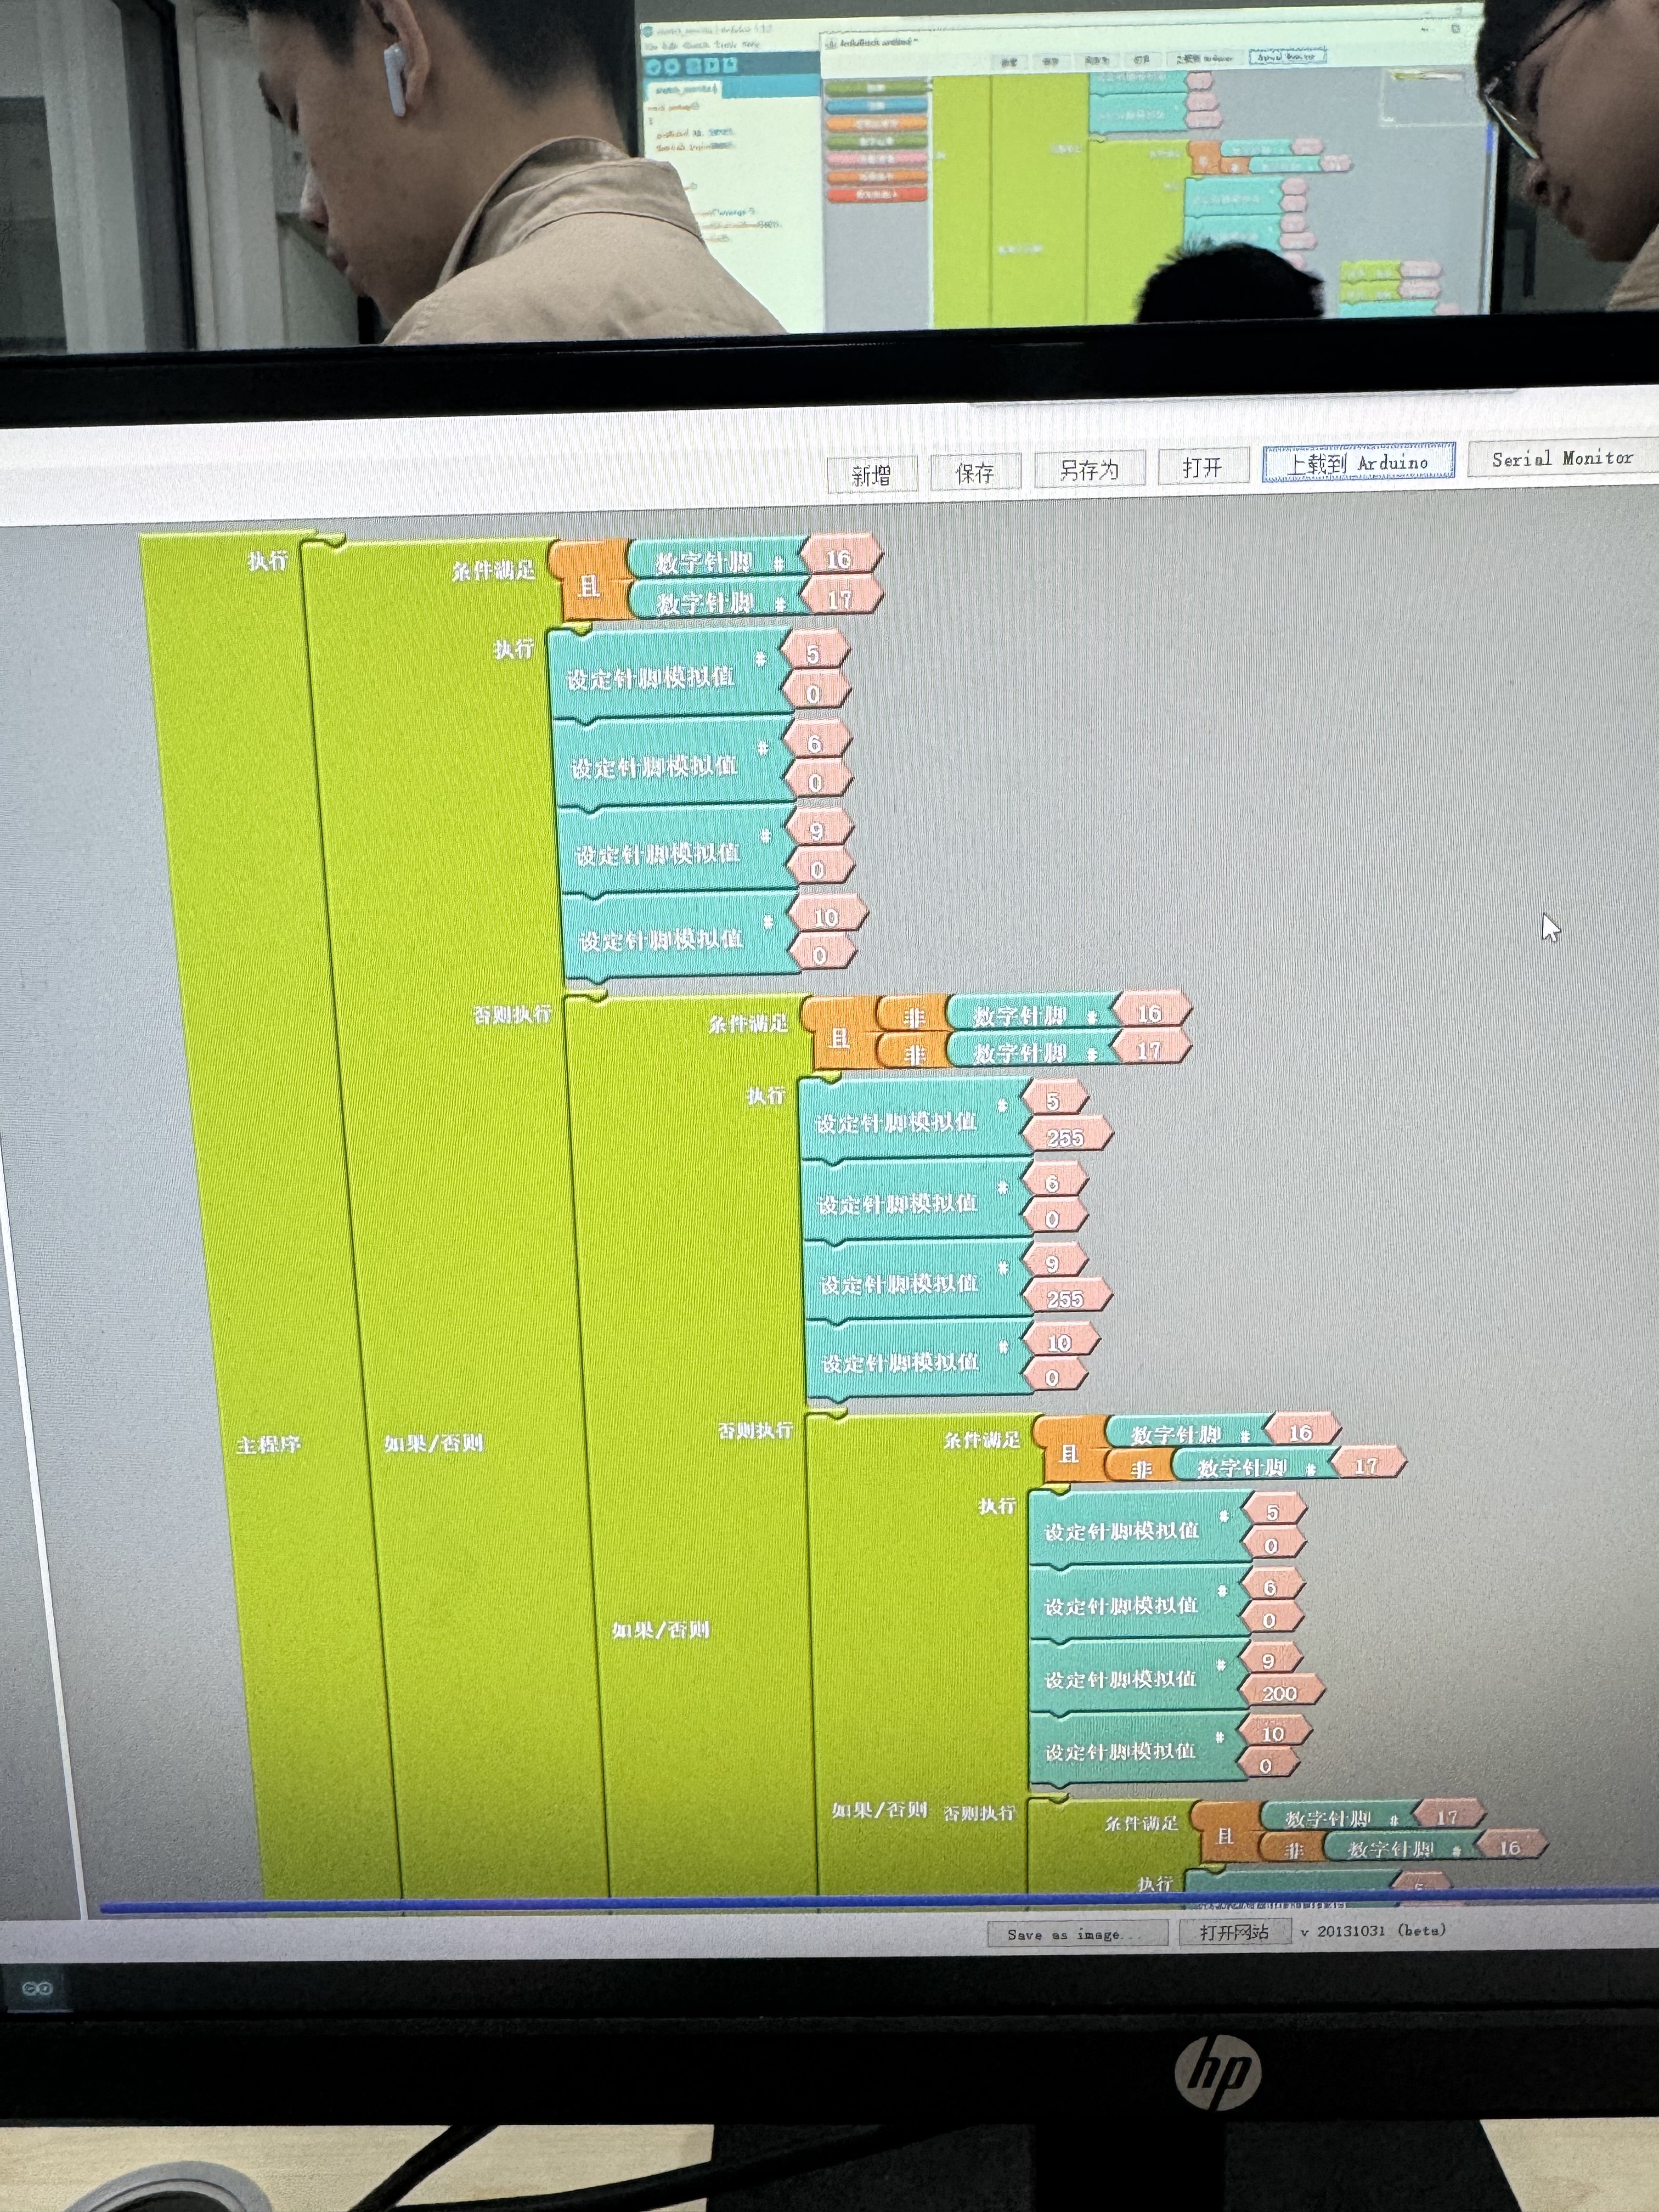 新增 保存 另存为 打开 上载到 Arduino Serial Monitor
执行 条件满足 且 数字针脚 # 16
数字针脚 # 17
执行 设定针脚模拟值 # 5
0
设定针脚模拟值 # 6
0
设定针脚模拟值 # 9
0
设定针脚模拟值 # 10
0
否则执行 条件满足 且 非 数字针脚 # 16
非 数字针脚 # 17
执行 设定针脚模拟值 # 5
255
设定针脚模拟值 # 6
0
设定针脚模拟值 # 9
255
设定针脚模拟值 # 10
0
主程序 如果/否则 否则执行 条件满足 且 数字针脚 # 16
非 数字针脚 # 17
执行 设定针脚模拟值 # 5
0
设定针脚模拟值 # 6
0
如果/否则
设定针脚模拟值 # 9
200
设定针脚模拟值 # 10
0
如果/否则 否则执行 条件满足 且 数字针脚 # 17
非 数字针脚 # 16
执行 5
Save as image... 打开网站 v 20131031 (beta)
hp